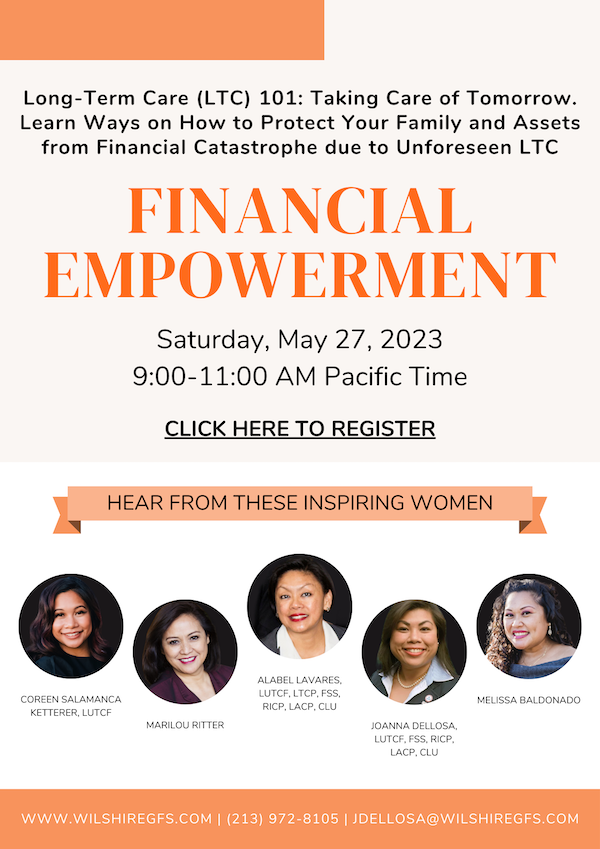 Long-Term Care (LTC) 101: Taking Care of Tomorrow.
Learn Ways on How to Protect Your Family and Assets
from Financial Catastrophe due to Unforeseen LTC
FINANCIAL
EMPOWERMENT
Saturday, May 27, 2023
9:00-11:00 AM Pacific Time
CLICK HERE TO REGISTER
HEAR FROM THESE INSPIRING WOMEN
COREEN SALAMANCA
KETTERER, LUTCF
MARILOU RITTER
ALABEL LAVARES,
LUTCF, LTCP, FSS,
RICP, LACP, CLU
JOANNA DELLOSA,
LUTCF, FSS, RICP,
LACP, CLU
MELISSA BALDONADO
WWW.WILSHIREGFS.COM | (213) 972-8105 | JDELLOSA@WILSHIREGFS.COM